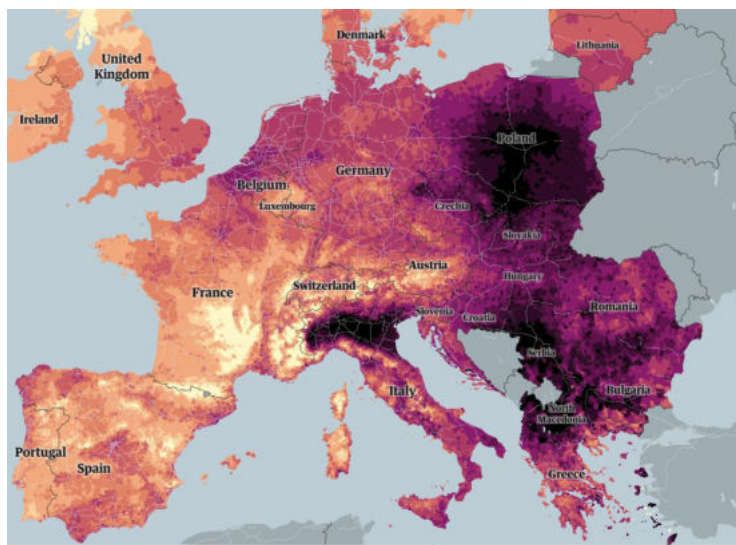 Denmark
Lithuania
United
Kingdom
Ireland
Poland
Belgium
Germany
Luxembourg
Czechia
Slovakia
Austria
Hungary
France
Switzerland
Slovenia
Croatia
Romania
Serbia
Italy
Bulgaria
North
Macedonia
Portugal
Spain
Greece